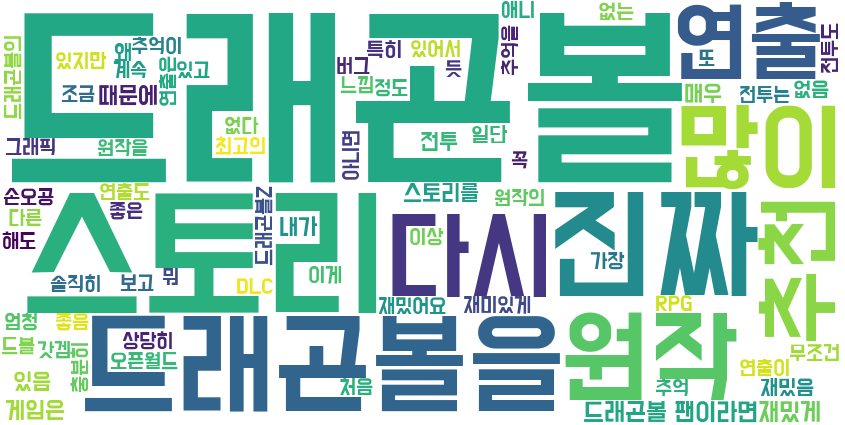 드래곤볼
스토리
드래곤볼을
진짜
다시
원작
많이
연출
추천
애니
없는
또
전투도
추억을
있어서
특히
듯
버그
느낌
정도
매우
전투는
없음
있지만
왜
추억이
계속
연출은
있고
조금
때문에
드래곤볼의
그래픽
원작을
없다
최고의
아니면
전투
일단
꼭
손오공
연출도
다른
좋은
해도
드래곤볼Z
내가
스토리를
원작의
이상
가장
솔직히
보고
뭐
DLC
이게
재밌어요
재미있게
RPG
엄청
좋음
상당히
드볼
갓겜
충분히
오픈월드
무조건
연출이
있음
처음
추억
재밌음
게임은
드래곤볼 팬이라면
재밌게